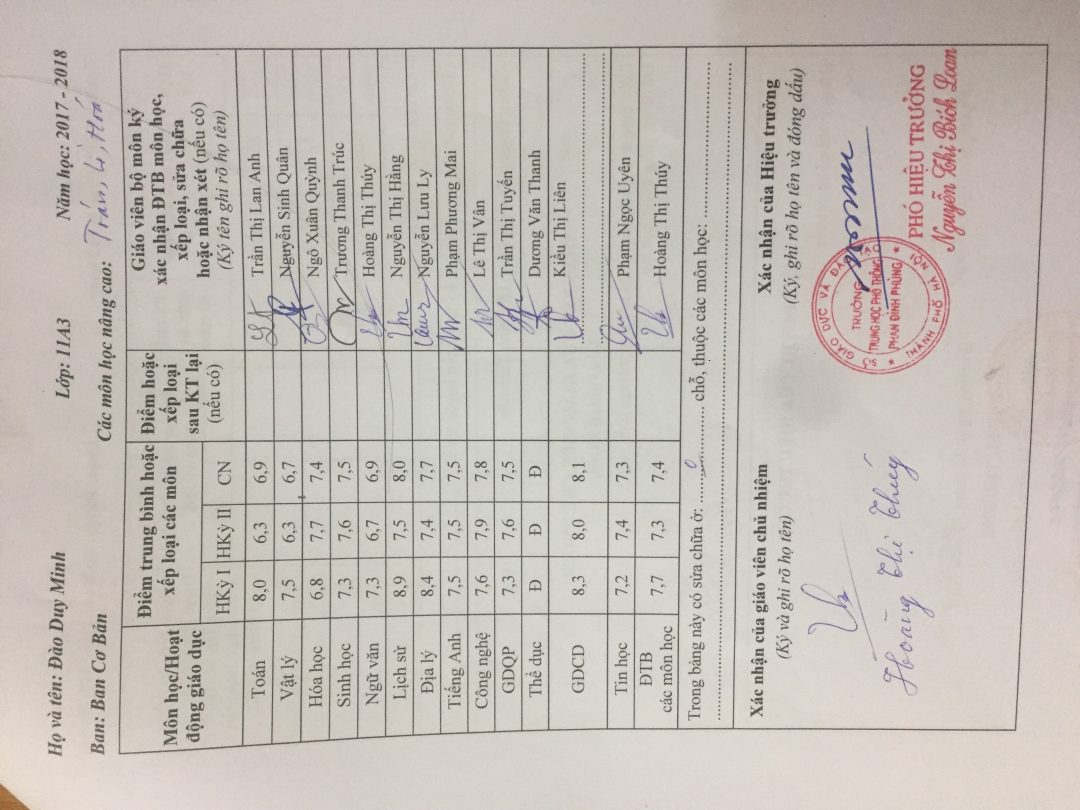 Họ và tên: Đào Duy Minh Lớp: 11A3 Năm học: 2017 - 2018
Ban: Ban Cơ Bản Các môn học nâng cao: Toán, Lí, Hoá
Môn học/Hoạt động giáo dục
Điểm trung bình hoặc xếp loại các môn
HKỳ I HKỳ II CN
Điểm hoặc xếp loại sau KT lại (nếu có)
Giáo viên bộ môn ký xác nhận ĐTB môn học, xếp loại, sửa chữa hoặc nhận xét (nếu có)
(Ký tên ghi rõ họ tên)
Toán 8,0 6,3 6,9 Trần Thị Lan Anh
Vật lý 7,5 6,3 6,7 Nguyễn Sinh Quân
Hóa học 6,8 7,7 7,4 Ngô Xuân Quỳnh
Sinh học 7,3 7,6 7,5 Trương Thanh Trúc
Ngữ văn 7,3 6,7 6,9 Hoàng Thị Thúy
Lịch sử 8,9 7,5 8,0 Nguyễn Thị Hằng
Địa lý 8,4 7,4 7,7 Nguyễn Lưu Ly
Tiếng Anh 7,5 7,5 7,5 Phạm Phương Mai
Công nghệ 7,6 7,9 7,8 Lê Thị Vân
GDQP 7,3 7,6 7,5 Trần Thị Tuyến
Thể dục Đ Đ Đ Dương Văn Thanh
GDCD 8,3 8,0 8,1 Kiều Thị Liên
Tin học 7,2 7,4 7,3 Phạm Ngọc Uyên
ĐTB các môn học 7,7 7,3 7,4 Hoàng Thị Thúy
Trong bảng này có sửa chữa ở: 0 chỗ, thuộc các môn học:
Xác nhận của giáo viên chủ nhiệm
(Ký và ghi rõ họ tên)
Hoàng Thị Thuý
Xác nhận của Hiệu trưởng
(Ký, ghi rõ họ tên và đóng dấu)
SỞ GIÁO DỤC VÀ ĐÀ
TRƯỜNG
TRUNG HỌC PHỔ THÔNG
PHAN ĐÌNH PHÙNG
THÀNH PHỐ HÀ NỘI
PHÓ HIỆU TRƯỞNG
Nguyễn Thị Bích Loan